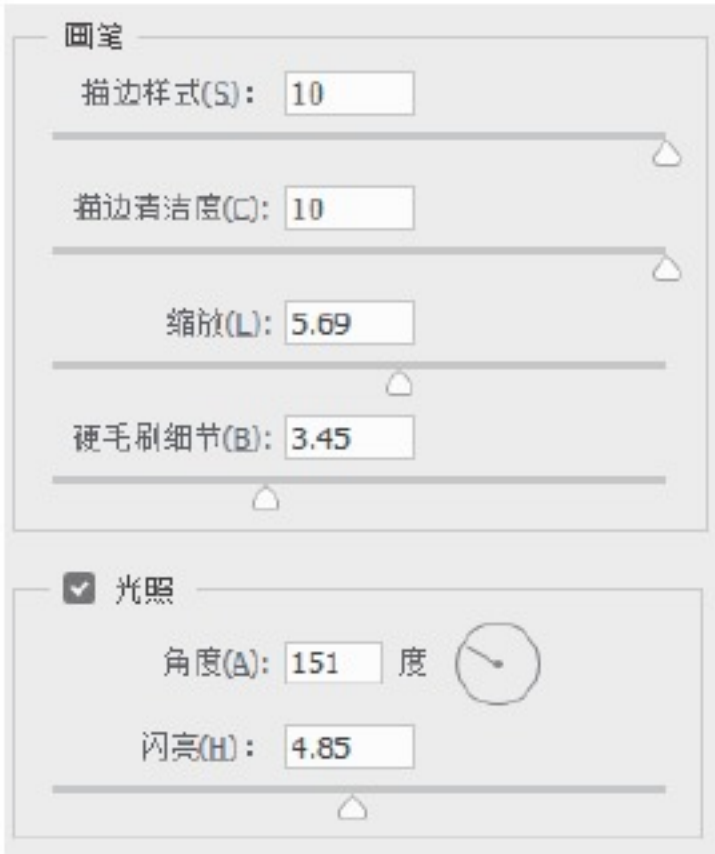 画笔
描边样式(S): 10
描边清洁度(C): 10
缩放(L): 5.69
硬毛刷细节(B): 3.45
光照
角度(A): 151 度
闪亮(H): 4.85